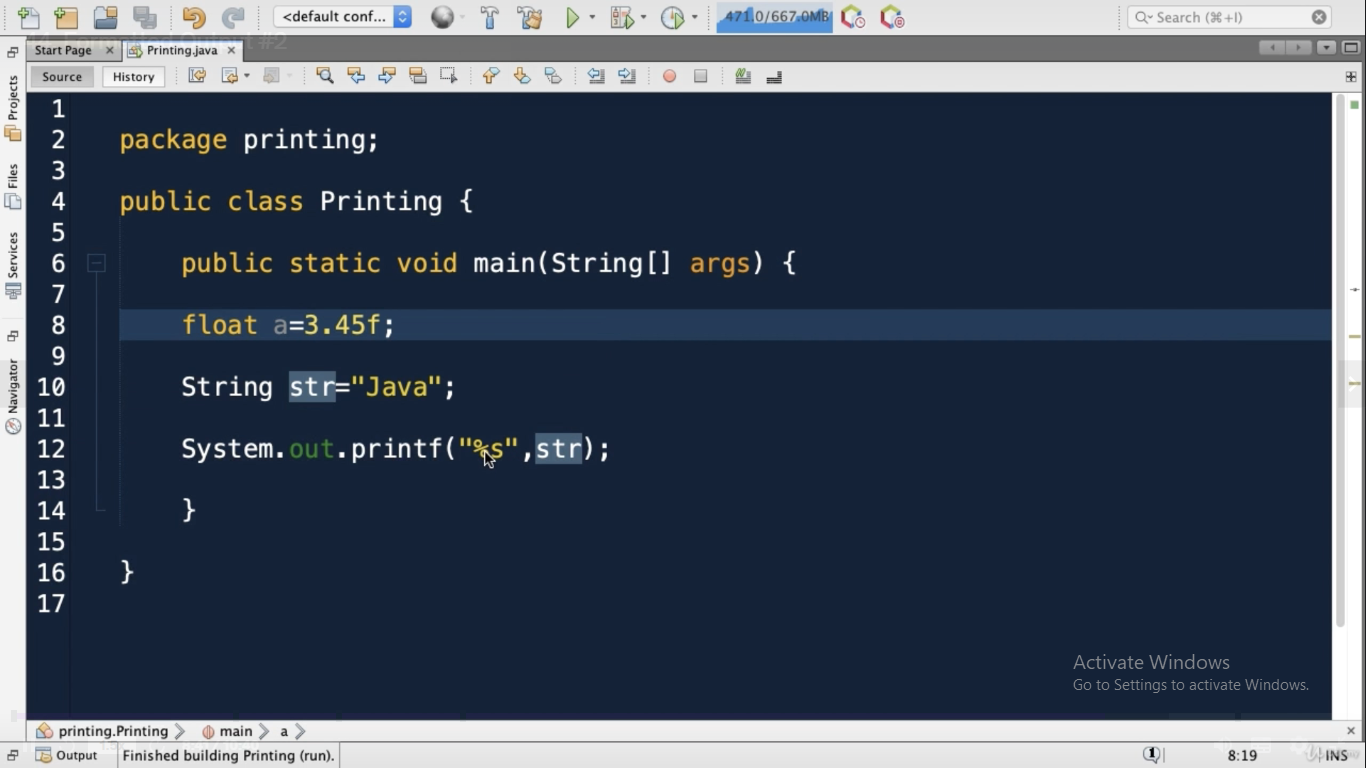 <default conf...
471.0/667.0MB
Search (⌘+I)
Start Page
Printing.java
#2
Source
History
Projects
Files
Services
Navigator
1
2 package printing;
3
4 public class Printing {
5
6 public static void main(String[] args) {
7
8 float a=3.45f;
9
10 String str="Java";
11
12 System.out.printf("%s",str);
13
14 }
15
16 }
17
Activate Windows
Go to Settings to activate Windows.
printing.Printing
main
a
Output
Finished building Printing (run).
1
8:19
INS